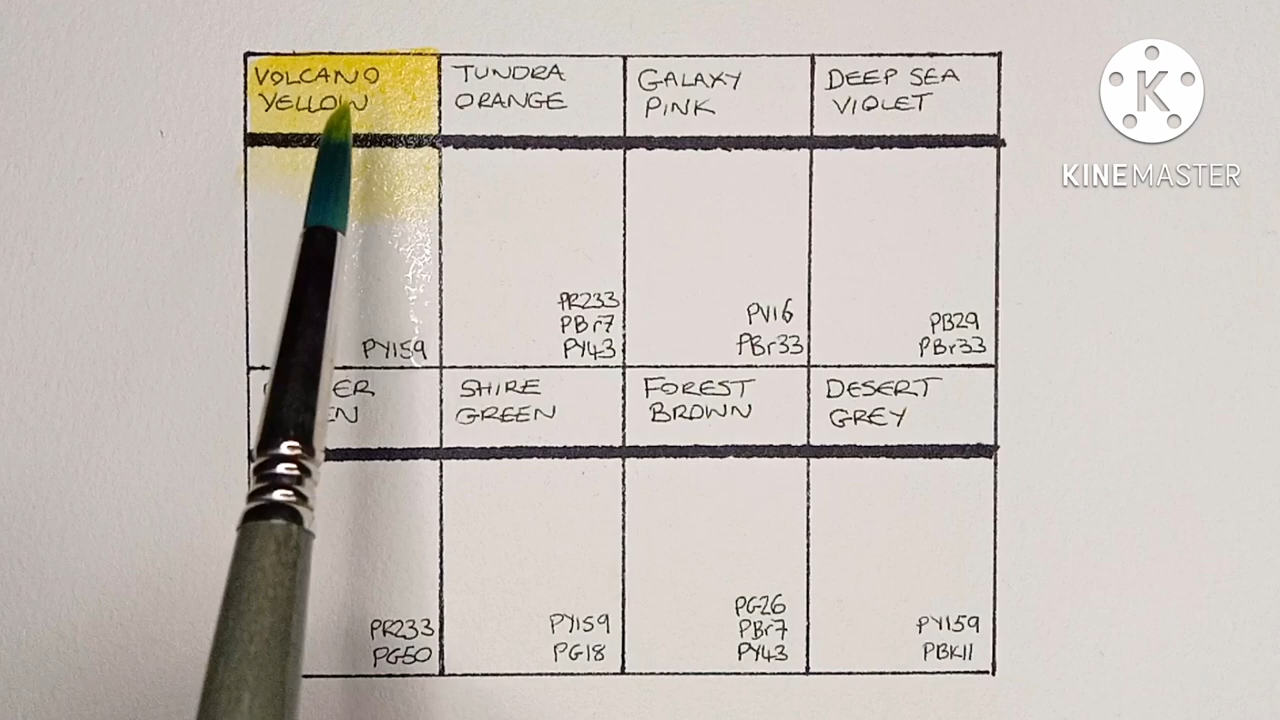 VOLCANO
YELLOW
TUNDRA
ORANGE
GALAXY
PINK
DEEP SEA
VIOLET
PY159
PR233
PBr7
PY43
PV16
PBr33
PB29
PBr33
SHIRE
GREEN
FOREST
BROWN
DESERT
GREY
PR233
PG50
PY159
PG18
PG26
PBr7
PY43
PY159
PBK11
K
KINEMASTER